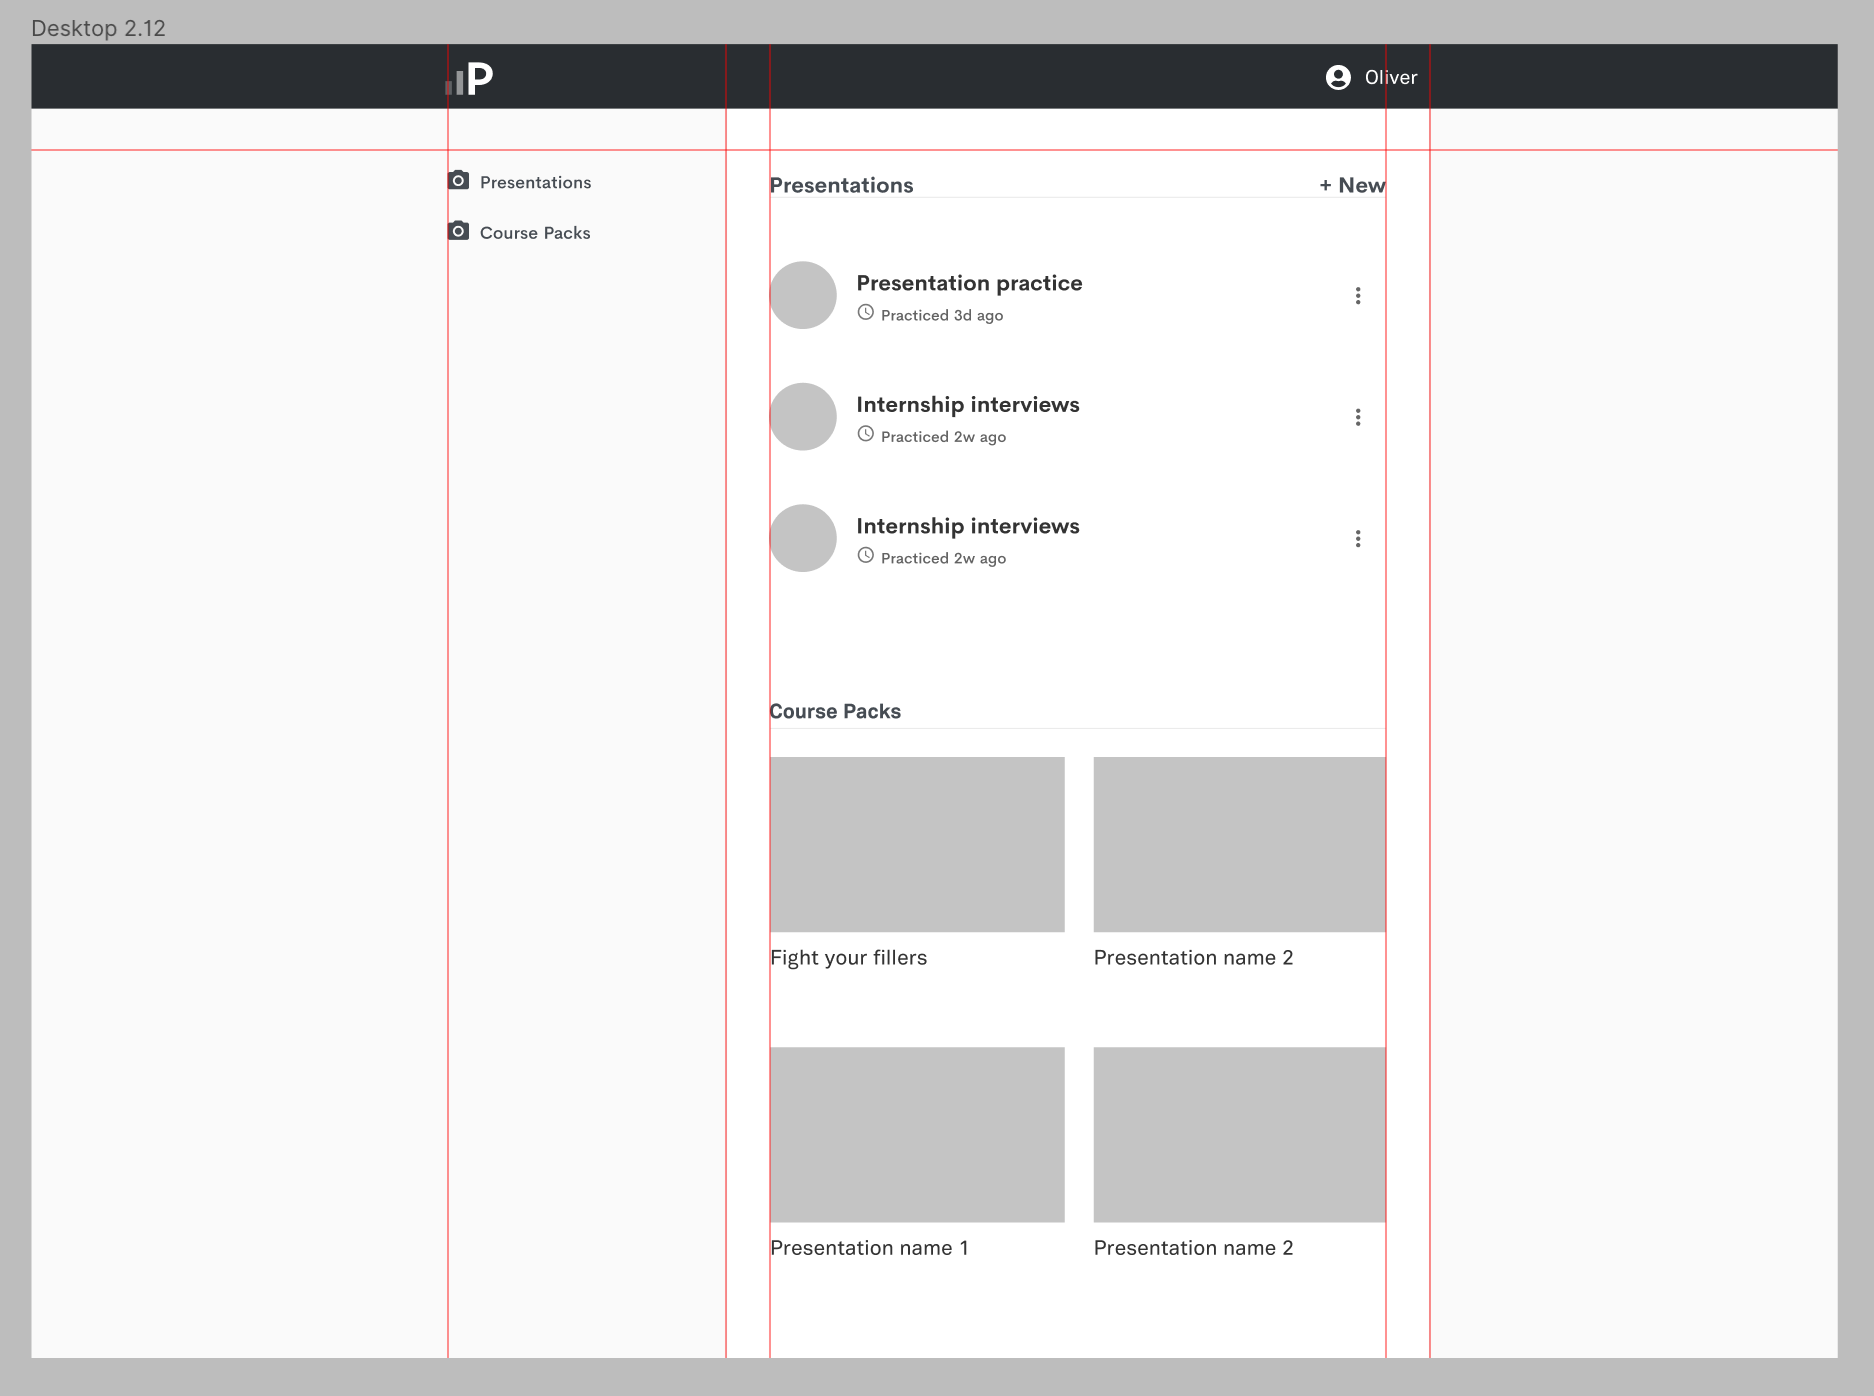 Desktop 2.12
P
Oliver
Presentations
Course Packs
Presentations
+ New
Presentation practice
Practiced 3d ago
Internship interviews
Practiced 2w ago
Internship interviews
Practiced 2w ago
Course Packs
Fight your fillers
Presentation name 2
Presentation name 1
Presentation name 2